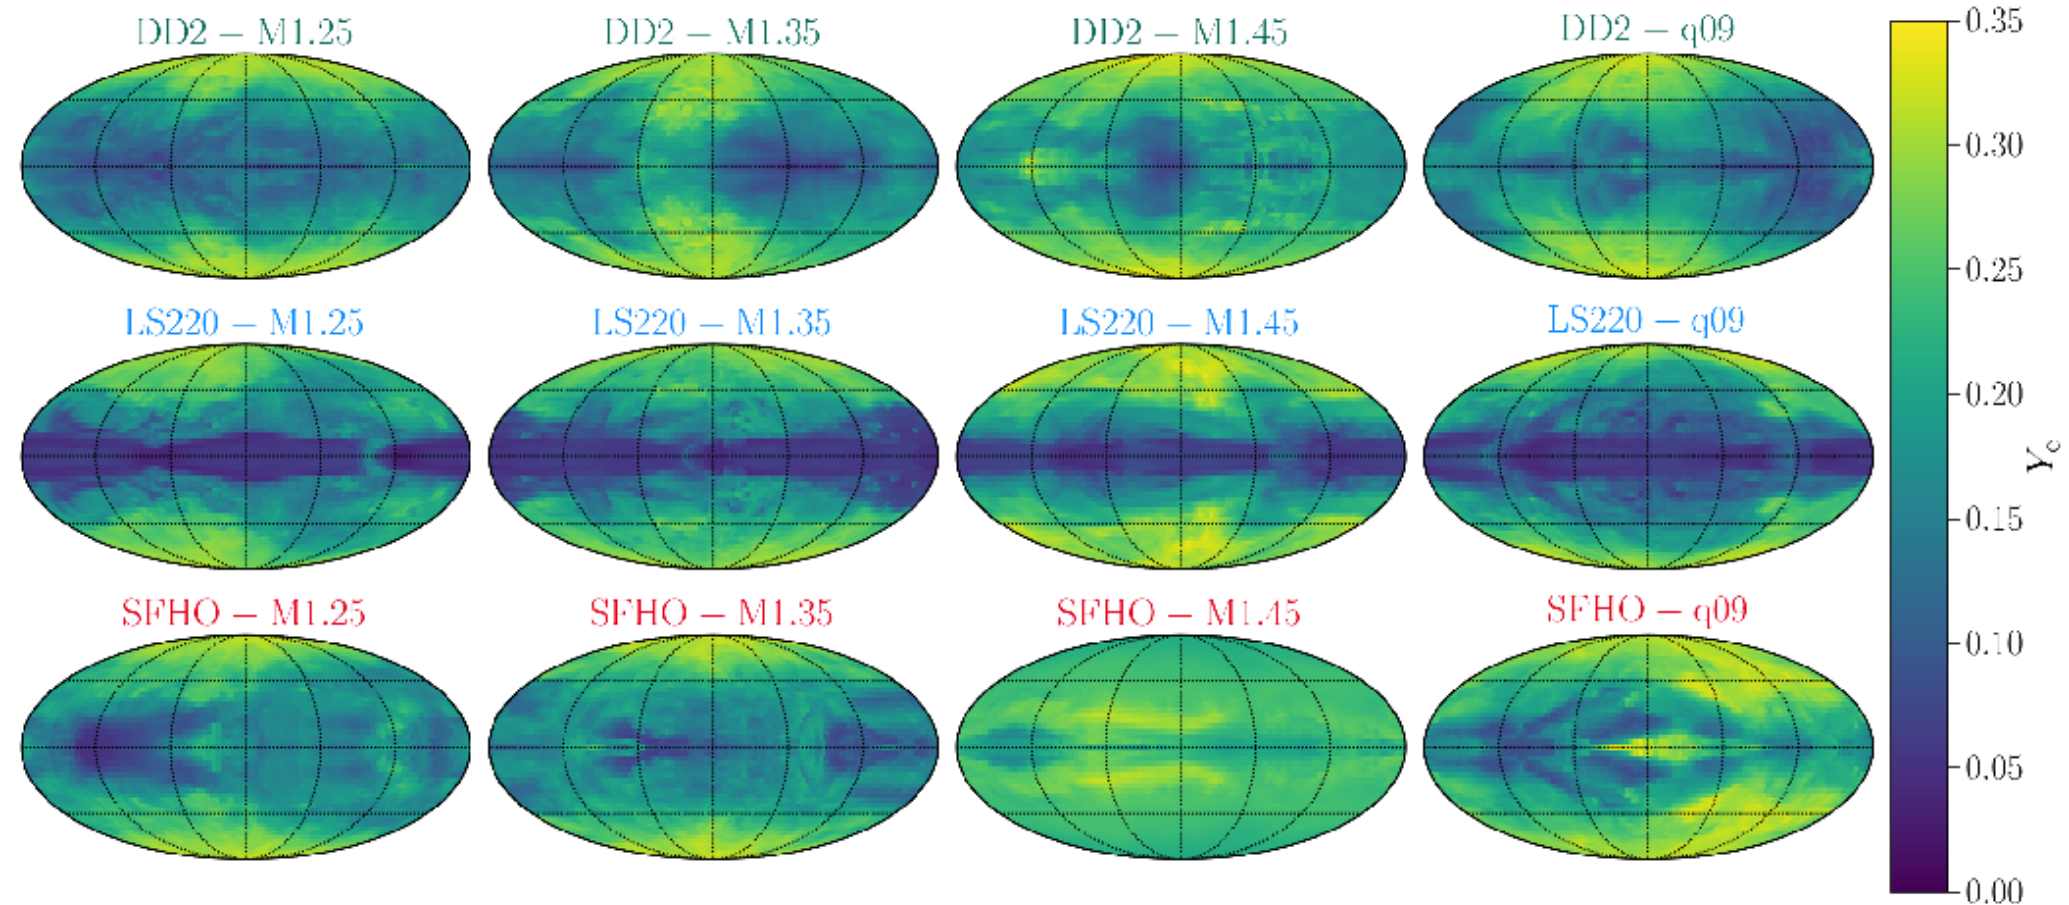 DD2 − M1.25
DD2 − M1.35
DD2 − M1.45
DD2 − q09
LS220 − M1.25
LS220 − M1.35
LS220 − M1.45
LS220 − q09
SFHO − M1.25
SFHO − M1.35
SFHO − M1.45
SFHO − q09
0.35
0.30
0.25
0.20
0.15
0.10
0.05
0.00
Yₑ